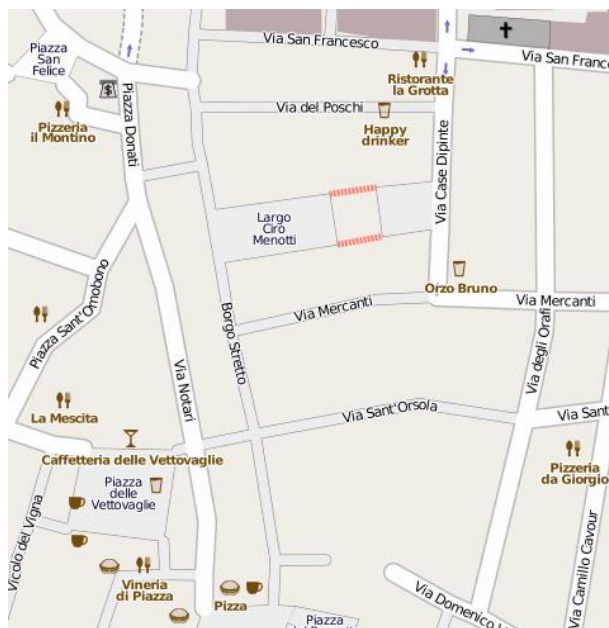 Via San Francesco
Piazza
San
Felice
Via San Franc
Ristorante
la Grotta
Piazza Donati
Via del Poschi
Pizzeria
il Montino
Happy
drinker
Via Case Dipinte
Largo
Ciro
Menotti
Orzo Bruno
Via Mercanti
Via Mercanti
Piazza Sant'Omobono
Borgo Stretto
Via degli Orafi
Via Notari
La Mescita
Via Sant'Orsola
Via Sant
Caffetteria delle Vettovaglie
Pizzeria
da Giorgio
Piazza
delle
Vettovaglie
Vicolo del Vigna
Via Camillo Cavour
Vineria
di Piazza
Pizza
Via Domenico
Piazza